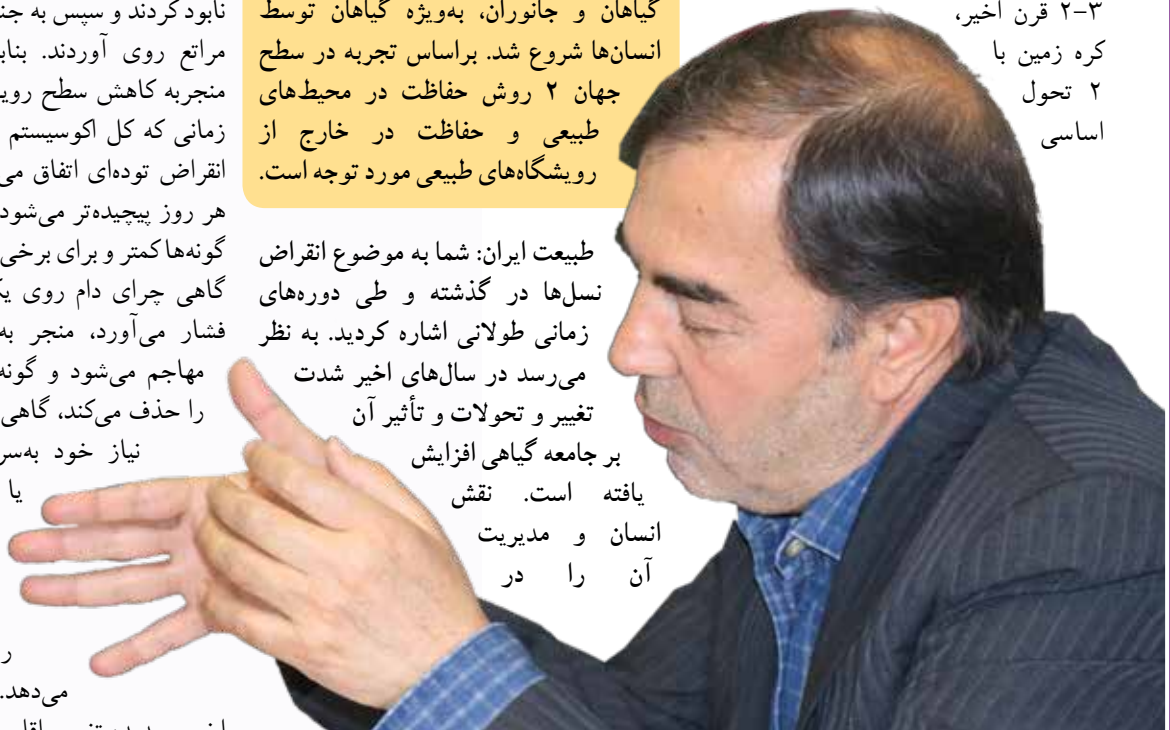 ۲-۳ قرن اخیر،
کره زمین با
۲ تحول
اساسی
گیاهان و جانوران، به‌ویژه گیاهان توسط
انسان‌ها شروع شد. براساس تجربه در سطح
جهان ۲ روش حفاظت در محیط‌های
طبیعی و حفاظت در خارج از
رویشگاه‌های طبیعی مورد توجه است.
طبیعت ایران: شما به موضوع انقراض
نسل‌ها در گذشته و طی دوره‌های
زمانی طولانی اشاره کردید. به نظر
می‌رسد در سال‌های اخیر شدت
تغییر و تحولات و تأثیر آن
بر جامعه گیاهی افزایش
یافته است. نقش
انسان و مدیریت
آن را در
نابود کردند و سپس به
مراتع روی آوردند.
منجربه کاهش سطح
زمانی که کل اکوسیستم
انقراض توده‌ای اتفاق
هر روز پیچیده‌تر می‌شود
گونه‌ها کمتر و برای برخی
گاهی چرای دام روی
فشار می‌آورد، منجر به
مهاجم می‌شود و گونه
را حذف می‌کند، گاهی
نیاز خود
یا
می‌دهد.